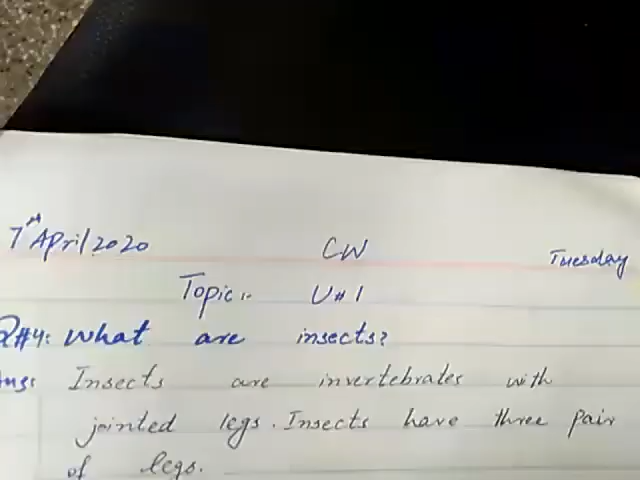 7th April 2020 CW Tuesday
Topic:- U#1
Q#4: What are insects?
Ans: Insects are invertebrates with
jointed legs. Insects have three pair
of legs.